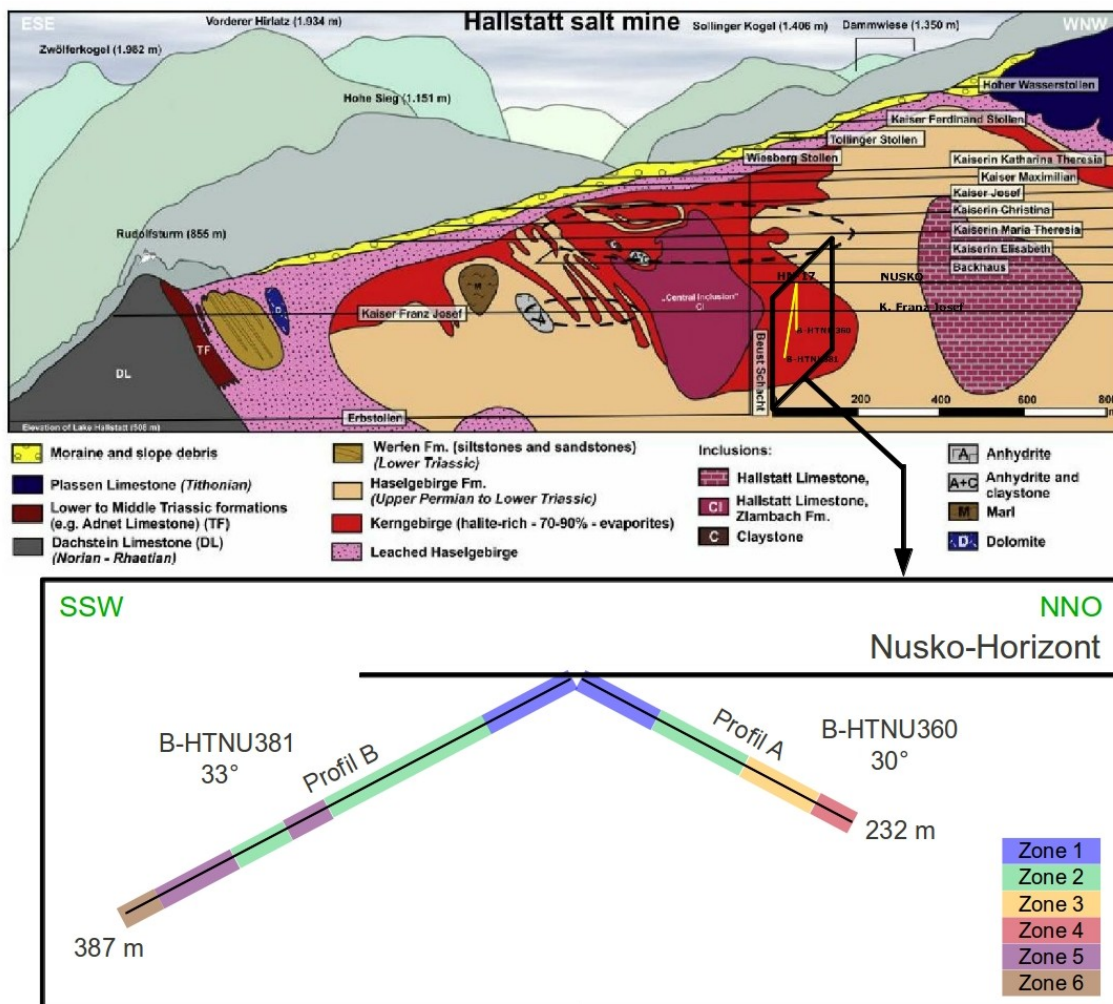 ESE
Vorderer Hirlatz (1.934 m)
Hallstatt salt mine
Sollinger Kogel (1.406 m)
Dammwiese (1.350 m)
WNW
Zwölferkogel (1.982 m)
Hohe Sieg (1.151 m)
Hoher Wasserstollen
Kaiser Ferdinand Stollen
Tollinger Stollen
Wiesberg Stollen
Kaiserin Katharina Theresia
Kaiser Maximilian
Kaiser Josef
Kaiserin Christina
Kaiserin Maria Theresia
Kaiserin Elisabeth
Backhaus
Rudolfsturm (855 m)
NUSKO
K. Franz Josef
Kaiser Franz Josef
"Central Inclusion"
CI
M
D
A
TF
DL
B-HTNU381
Beust Schacht
Erbstollen
Elevation of Lake Hallstatt (508 m)
0
200
400
600
800
m
Moraine and slope debris
Plassen Limestone (Tithonian)
Lower to Middle Triassic formations
(e.g. Adnet Limestone) (TF)
Dachstein Limestone (DL)
(Norian - Rhaetian)
Werfen Fm. (siltstones and sandstones)
(Lower Triassic)
Haselgebirge Fm.
(Upper Permian to Lower Triassic)
Kerngebirge (halite-rich - 70-90% - evaporites)
Leached Haselgebirge
Inclusions:
Hallstatt Limestone,
CI
Hallstatt Limestone,
Zlambach Fm.
C
Claystone
A
Anhydrite
A+C
Anhydrite and
claystone
M
Marl
D
Dolomite
SSW
NNO
Nusko-Horizont
B-HTNU381
33°
Profil B
Profil A
B-HTNU360
30°
232 m
387 m
Zone 1
Zone 2
Zone 3
Zone 4
Zone 5
Zone 6